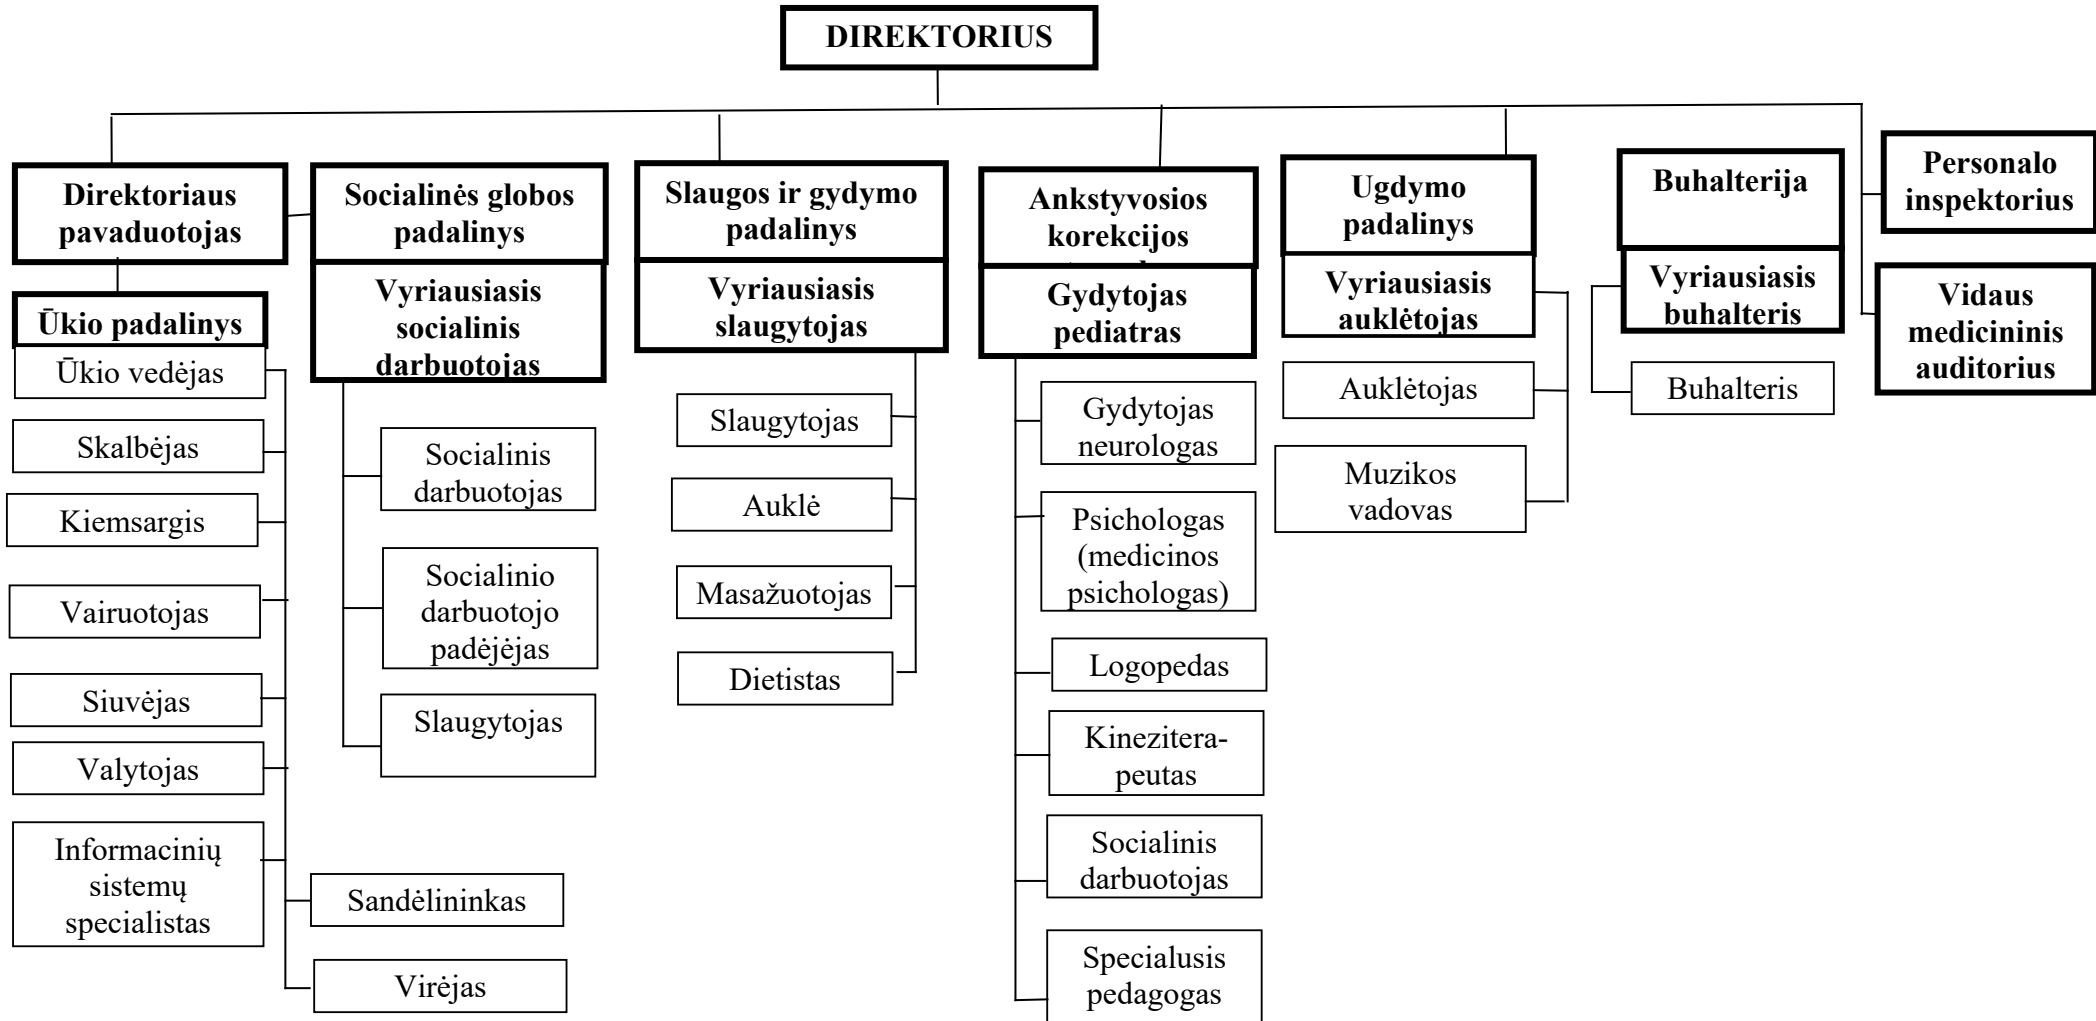 DIREKTORIUS
Direktoriaus
pavaduotojas
Ūkio padalinys
Ūkio vedėjas
Skalbėjas
Kiemsargis
Vairuotojas
Siuvėjas
Valytojas
Informacinių
sistemų
specialistas
Sandėlininkas
Virėjas
Socialinės globos
padalinys
Vyriausiasis
socialinis
darbuotojas
Socialinis
darbuotojas
Socialinio
darbuotojo
padėjėjas
Slaugytojas
Slaugos ir gydymo
padalinys
Vyriausiasis
slaugytojas
Slaugytojas
Auklė
Masažuotojas
Dietistas
Ankstyvosios
korekcijos
Gydytojas
pediatras
Gydytojas
neurologas
Psichologas
(medicinos
psichologas)
Logopedas
Kinezitera-
peutas
Socialinis
darbuotojas
Specialusis
pedagogas
Ugdymo
padalinys
Vyriausiasis
auklėtojas
Auklėtojas
Muzikos
vadovas
Buhalterija
Vyriausiasis
buhalteris
Buhalteris
Personalo
inspektorius
Vidaus
medicininis
auditorius